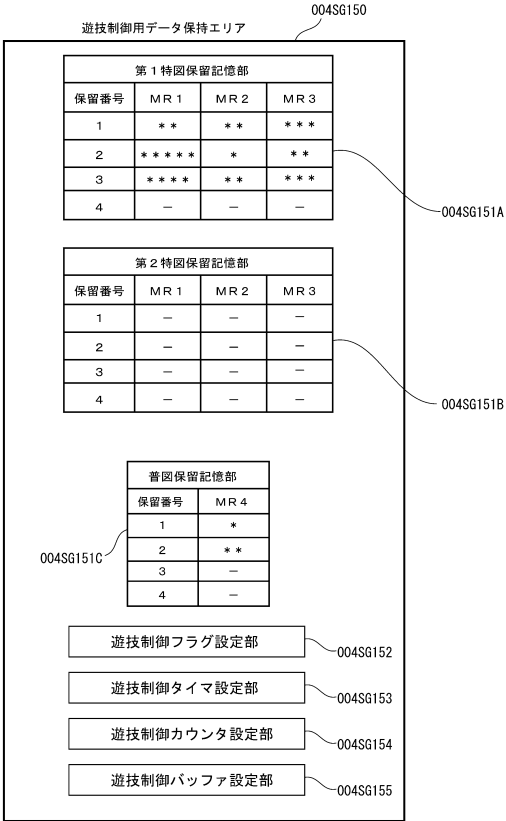 004SG150
遊技制御用データ保持エリア
第1特図保留記憶部
保留番号 MR1 MR2 MR3
1 ** ** ***
2 ***** * **
3 **** ** ***
4 － － －
004SG151A
第2特図保留記憶部
保留番号 MR1 MR2 MR3
1 － － －
2 － － －
3 － － －
4 － － －
004SG151B
普図保留記憶部
保留番号 MR4
1 *
2 **
3 －
4 －
004SG151C
遊技制御フラグ設定部
004SG152
遊技制御タイマ設定部
004SG153
遊技制御カウンタ設定部
004SG154
遊技制御バッファ設定部
004SG155